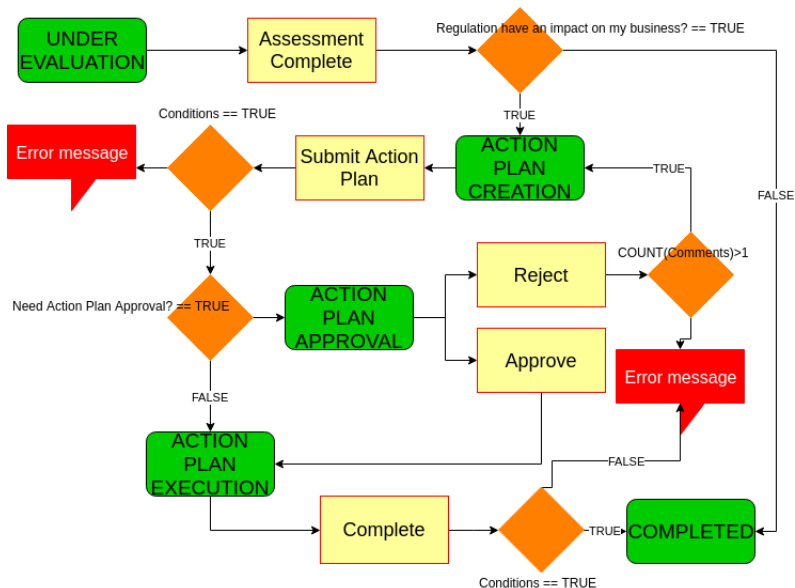 Regulation have an impact on my business? == TRUE
UNDER
EVALUATION
Assessment
Complete
TRUE
Conditions == TRUE
Error message
Submit Action
Plan
ACTION
PLAN
CREATION
TRUE
FALSE
TRUE
COUNT(Comments)>1
Need Action Plan Approval? == TRUE
ACTION
PLAN
APPROVAL
Reject
Approve
Error message
FALSE
ACTION
PLAN
EXECUTION
FALSE
Complete
TRUE
COMPLETED
Conditions == TRUE